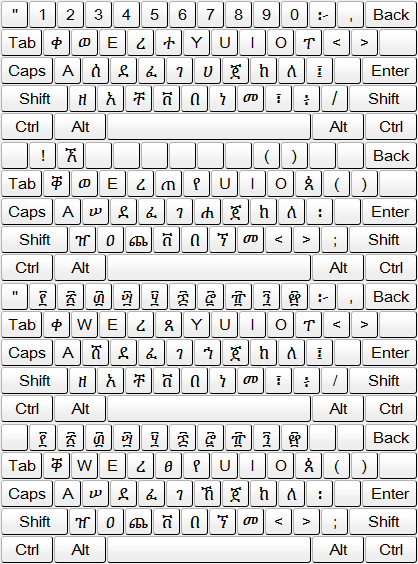 " 1 2 3 4 5 6 7 8 9 0 ፦ , Back
Tab ቀ ወ E ረ ተ Y U I O ፐ < >
Caps A ሰ ደ ፈ ገ ሀ ጀ ከ ለ ፤ Enter
Shift ዘ አ ቸ ቨ በ ነ መ ፣ ፥ / Shift
Ctrl Alt Alt Ctrl
! ኧ ( ) Back
Tab ቐ ወ E ረ ጠ የ U I O ጰ ( )
Caps A ሠ ደ ፈ ገ ሐ ጀ ከ ለ ፡ Enter
Shift ዠ ዐ ጨ ቨ በ ኘ መ < > ; Shift
Ctrl Alt Alt Ctrl
" ፩ ፪ ፫ ፬ ፭ ፮ ፯ ፰ ፱ ፲ ፦ , Back
Tab ቀ W E ረ ጸ Y U I O ፐ < >
Caps A ሸ ደ ፈ ገ ኀ ጀ ከ ለ ፤ Enter
Shift ዘ አ ቸ ቨ በ ነ መ ፣ ፥ / Shift
Ctrl Alt Alt Ctrl
፩ ፪ ፫ ፬ ፭ ፮ ፯ ፰ ፱ ፲ Back
Tab ቐ W E ረ ፀ የ U I O ጰ ( )
Caps A ሠ ደ ፈ ገ ኸ ጀ ከ ለ ፡ Enter
Shift ዠ ዐ ጨ ቨ በ ኘ መ < > ; Shift
Ctrl Alt Alt Ctrl